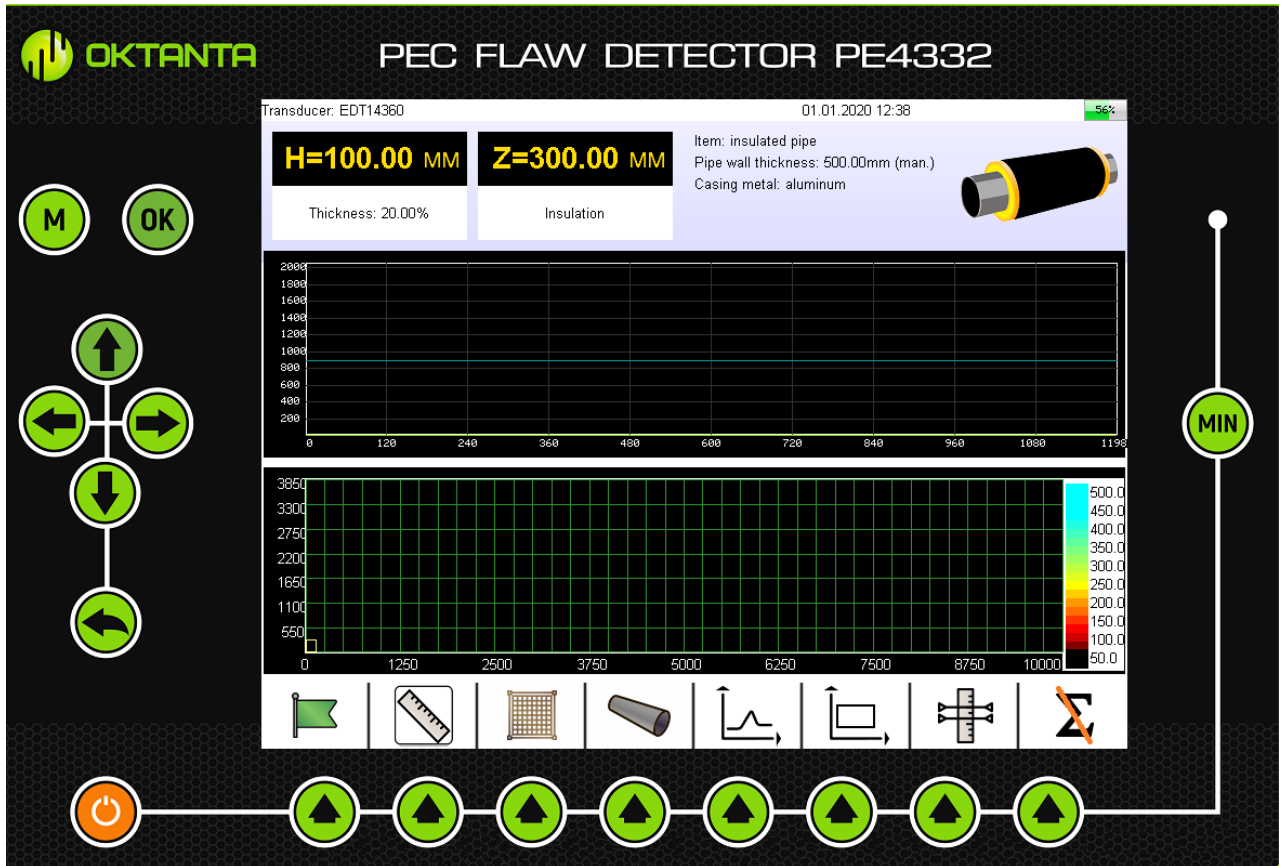 OKTANTA
PEC FLAW DETECTOR PE4332
Transducer: EDT14360
01.01.2020 12:38
56%
H=100.00 MM
Z=300.00 MM
Thickness: 20.00%
Insulation
Item: insulated pipe
Pipe wall thickness: 500.00mm (man.)
Casing metal: aluminum
M
OK
2000
1800
1600
1400
1200
1000
800
600
400
200
0 120 240 360 480 600 720 840 960 1080 1198
MIN
3850
3300
2750
2200
1650
1100
550
0 1250 2500 3750 5000 6250 7500 8750 10000
500.0
450.0
400.0
350.0
300.0
250.0
200.0
150.0
100.0
50.0
Σ